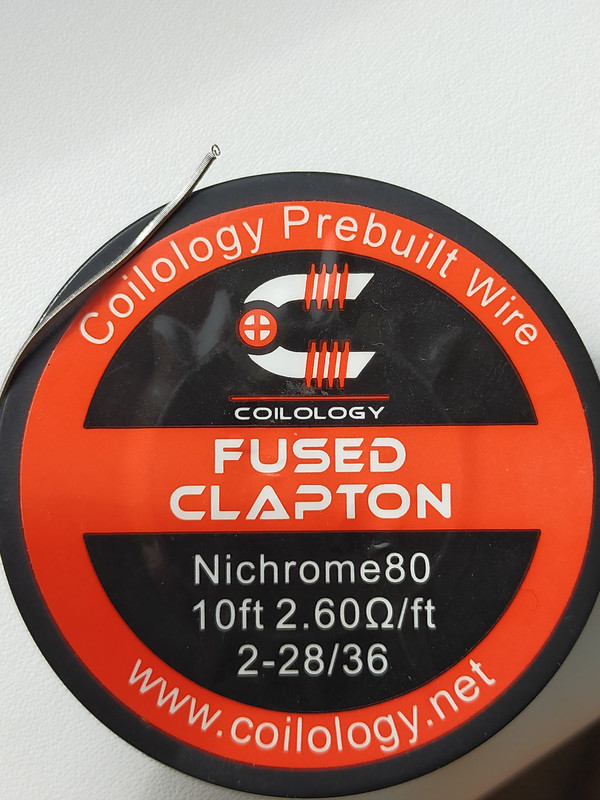 Coilology Prebuilt Wire
COILOLOGY
FUSED
CLAPTON
Nichrome80
10ft 2.60Ω/ft
2-28/36
www.coilology.net